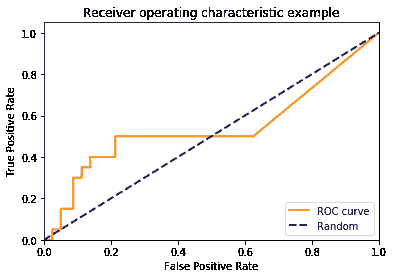 Receiver operating characteristic example
True Positive Rate
1.0
0.8
0.6
0.4
0.2
0.0
0.0 0.2 0.4 0.6 0.8 1.0
False Positive Rate
ROC curve
Random